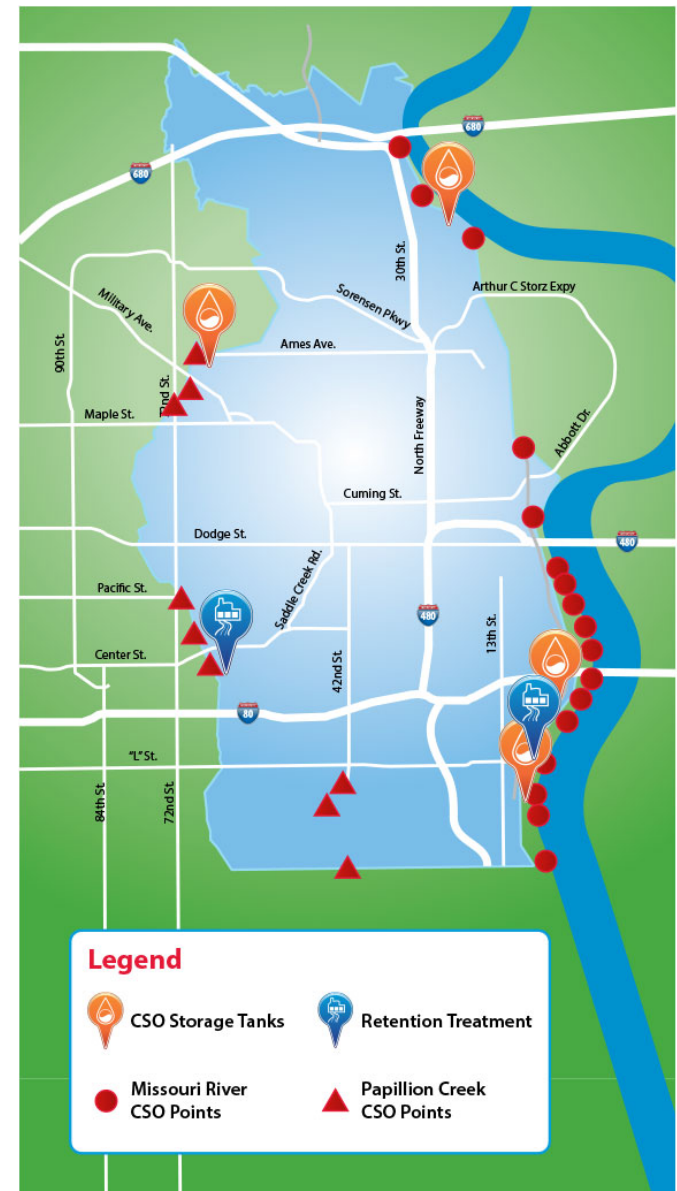 680
680
30th St.
Arthur C Storz Expy
Sorensen Pkwy
Military Ave.
90th St.
Ames Ave.
72nd St.
Maple St.
North Freeway
Abbott Dr.
Cuming St.
Dodge St.
480
Saddle Creek Rd.
Pacific St.
480
13th St.
Center St.
42nd St.
80
"L" St.
84th St.
72nd St.
Legend
CSO Storage Tanks
Retention Treatment
Missouri River
CSO Points
Papillion Creek
CSO Points